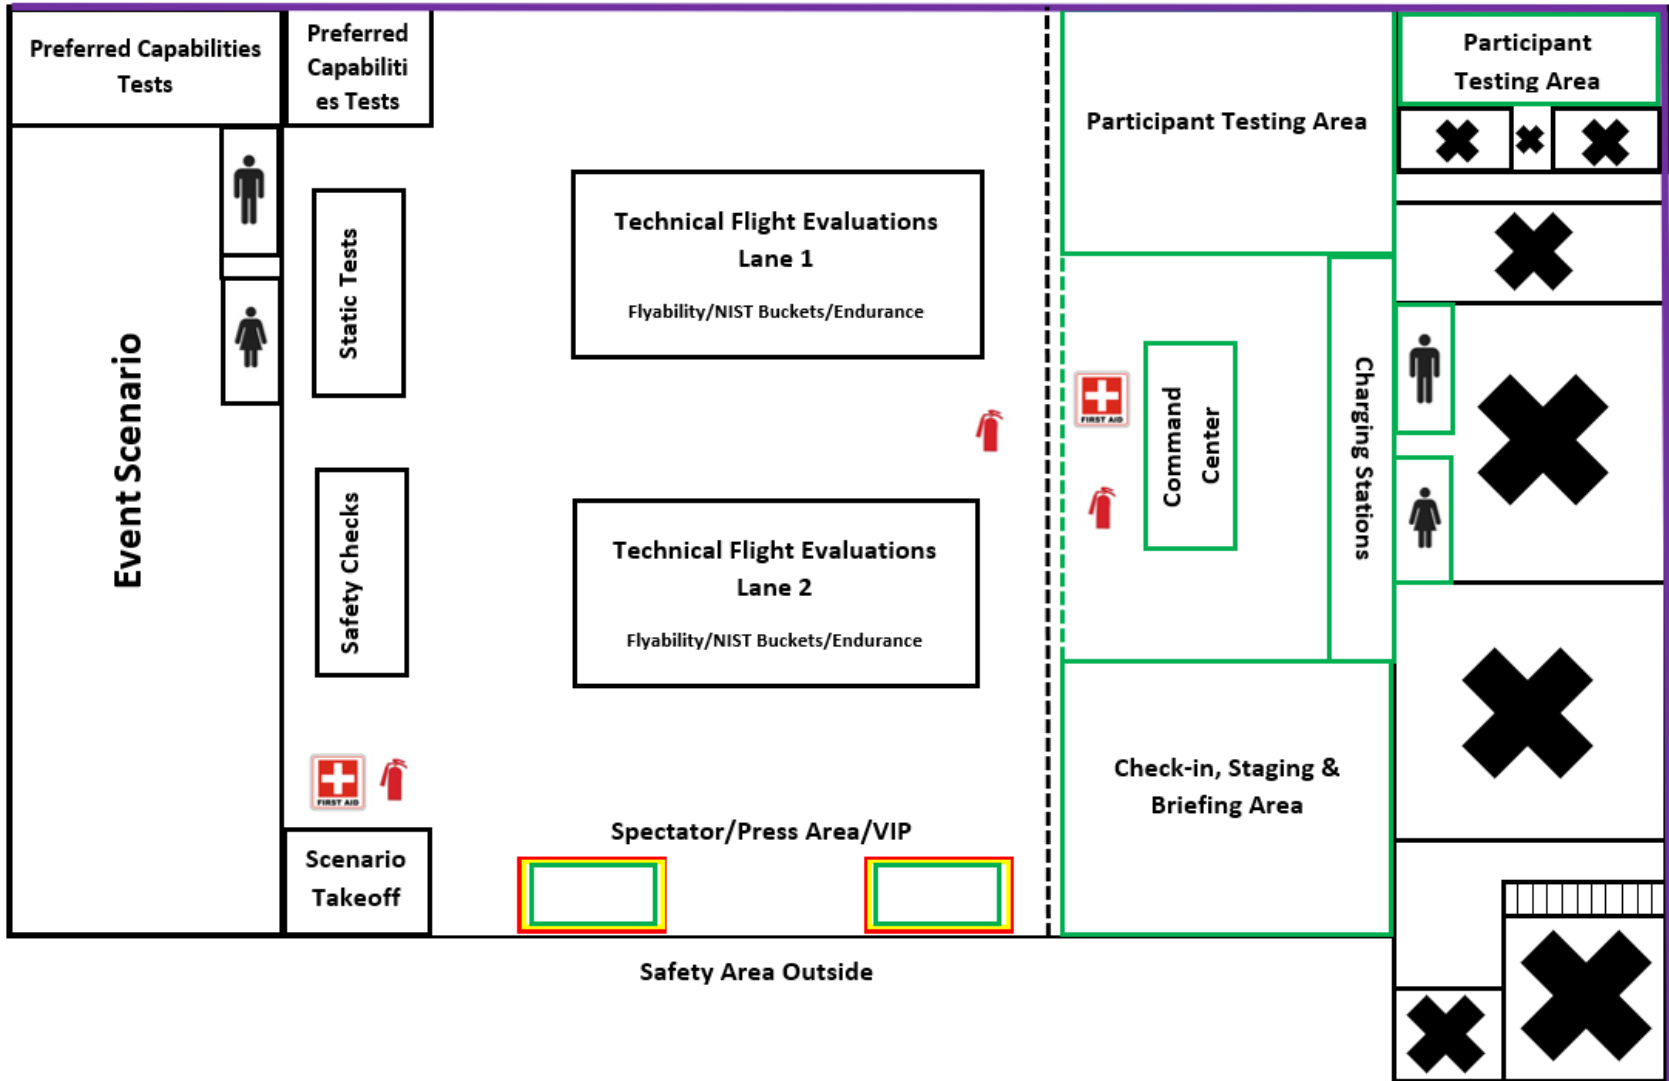 Preferred Capabilities
Tests
Preferred
Capabiliti
es Tests
Participant Testing Area
Participant
Testing Area
Technical Flight Evaluations
Lane 1
Flyability/NIST Buckets/Endurance
Static Tests
Event Scenario
FIRST AID
Command
Center
Charging Stations
Safety Checks
Technical Flight Evaluations
Lane 2
Flyability/NIST Buckets/Endurance
FIRST AID
Check-in, Staging &
Briefing Area
Spectator/Press Area/VIP
Scenario
Takeoff
Safety Area Outside